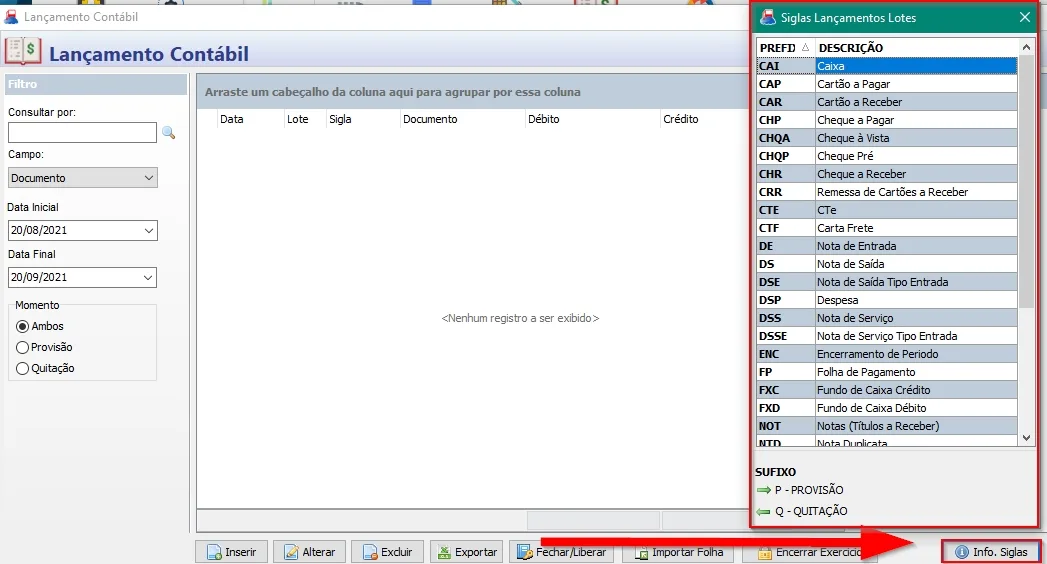 Lançamento Contábil
Lançamento Contábil
Filtro
Consultar por:
Campo:
Documento
Data Inicial
20/08/2021
Data Final
20/09/2021
Momento
Ambos
Provisão
Quitação
Arraste um cabeçalho da coluna aqui para agrupar por essa coluna
Data Lote Sigla Documento Débito Crédito
<Nenhum registro a ser exibido>
Siglas Lançamentos Lotes
PREFI DESCRIÇÃO
CAI Caixa
CAP Cartão a Pagar
CAR Cartão a Receber
CHP Cheque a Pagar
CHQA Cheque à Vista
CHQP Cheque Pré
CHR Cheque a Receber
CRR Remessa de Cartões a Receber
CTE CTe
CTF Carta Frete
DE Nota de Entrada
DS Nota de Saída
DSE Nota de Saída Tipo Entrada
DSP Despesa
DSS Nota de Serviço
DSSE Nota de Serviço Tipo Entrada
ENC Encerramento de Periodo
FP Folha de Pagamento
FXC Fundo de Caixa Crédito
FXD Fundo de Caixa Débito
NOT Notas (Títulos a Receber)
NTD Nota Duplicata
SUFIXO
P - PROVISÃO
Q - QUITAÇÃO
Inserir Alterar Excluir Exportar Fechar/Liberar Importar Folha Encerrar Exercício Info. Siglas